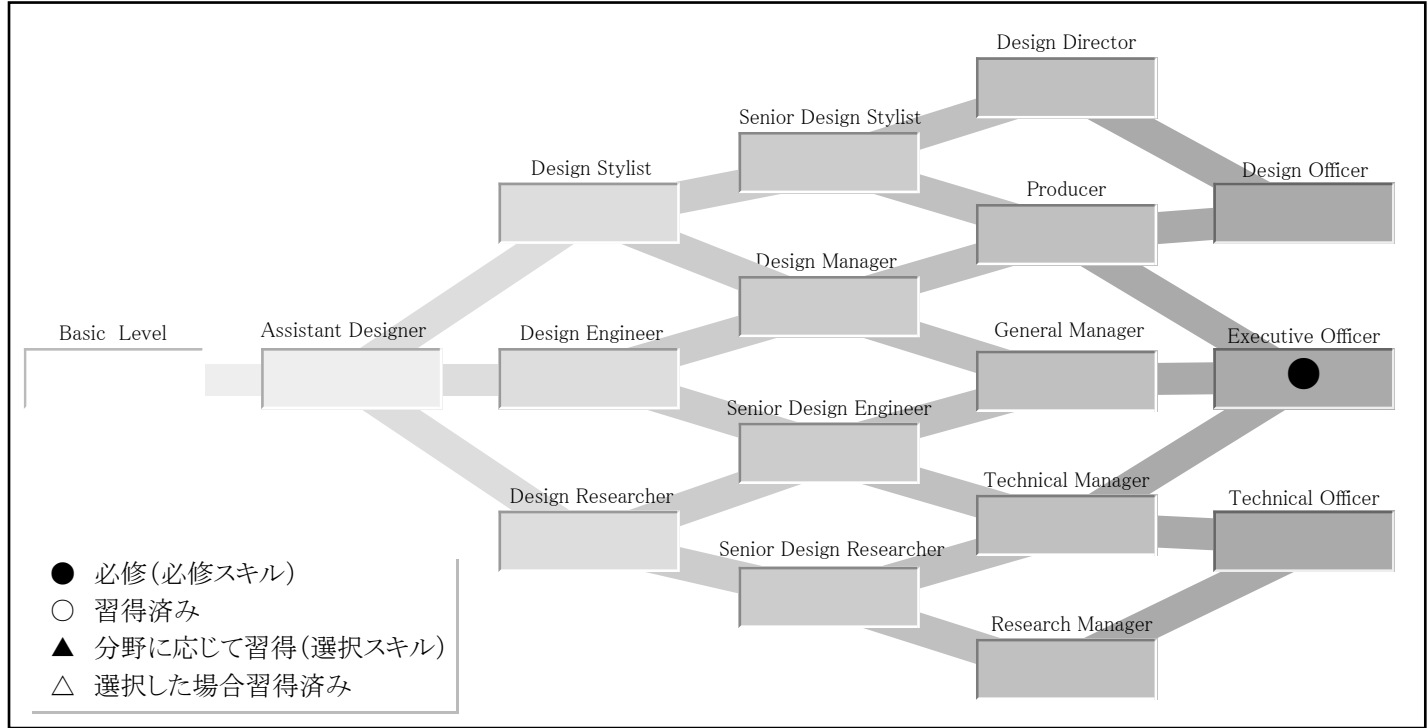 Design Director
Senior Design Stylist
Design Stylist
Design Officer
Producer
Design Manager
Basic Level
Assistant Designer
Design Engineer
General Manager
Executive Officer
●
Senior Design Engineer
Technical Manager
Design Researcher
Technical Officer
Senior Design Researcher
Research Manager
● 必修(必修スキル)
○ 習得済み
▲ 分野に応じて習得(選択スキル)
△ 選択した場合習得済み